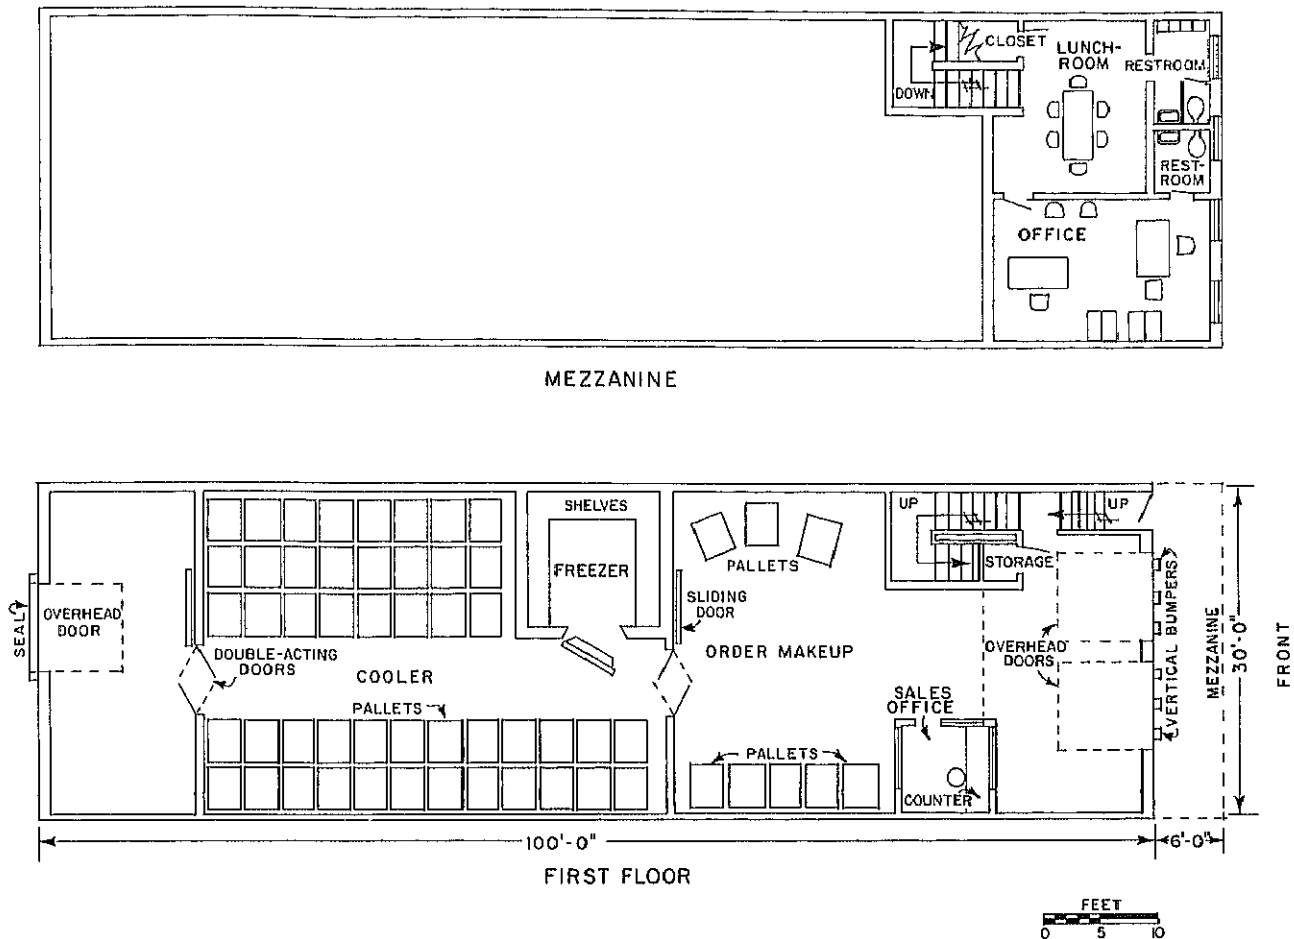 CLOSET
LUNCH-
ROOM
RESTROOM
DOWN
REST-
ROOM
OFFICE
MEZZANINE
SHELVES
FREEZER
PALLETS
UP
UP
STORAGE
SEAL
OVERHEAD
DOOR
SLIDING
DOOR
DOUBLE-ACTING
DOORS
COOLER
ORDER MAKEUP
OVERHEAD
DOORS
VERTICAL BUMPERS
MEZZANINE
30'-0"
FRONT
SALES
OFFICE
PALLETS
PALLETS
COUNTER
100'-0"
6'-0"
FIRST FLOOR
FEET
0 5 10